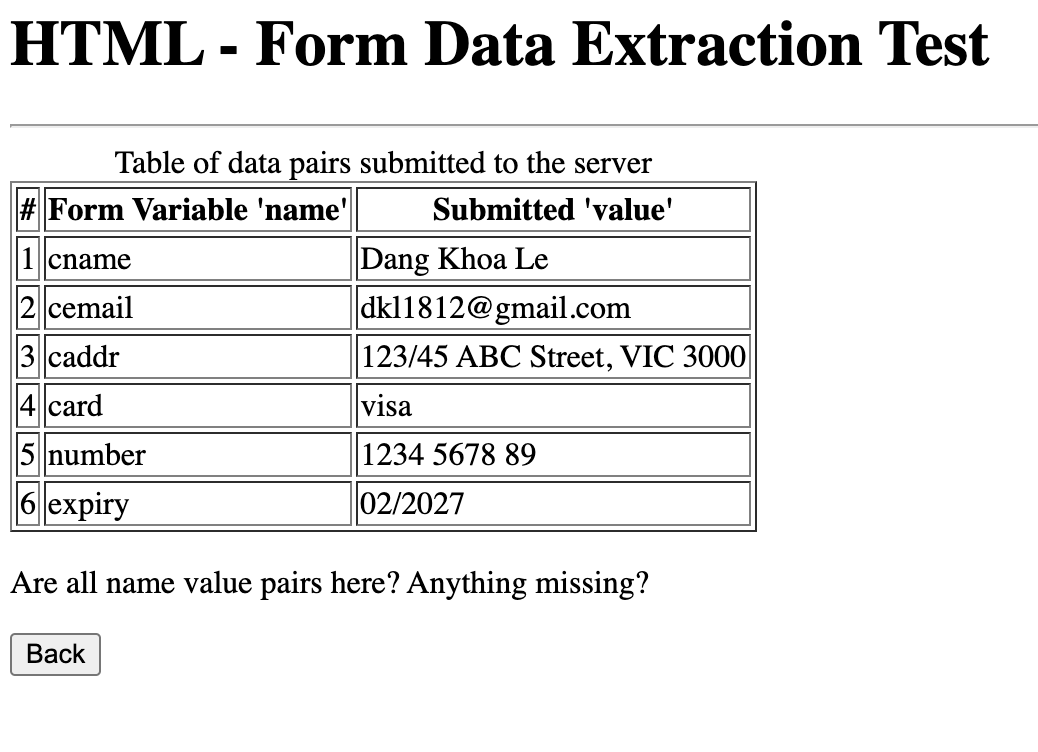 HTML - Form Data Extraction Test
Table of data pairs submitted to the server
# Form Variable 'name' Submitted 'value'
1 cname Dang Khoa Le
2 cemail dkl1812@gmail.com
3 caddr 123/45 ABC Street, VIC 3000
4 card visa
5 number 1234 5678 89
6 expiry 02/2027
Are all name value pairs here? Anything missing?
Back